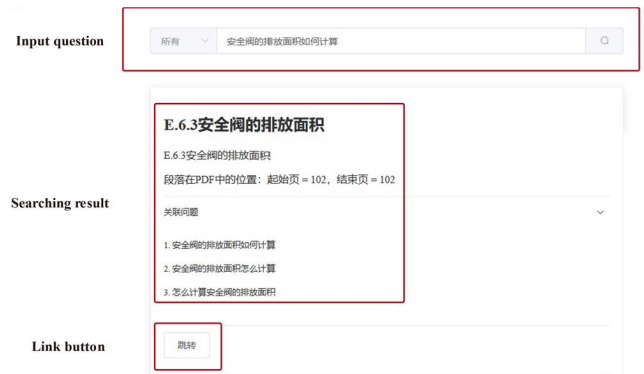 Input question
所有
安全阀的排放面积如何计算
E.6.3安全阀的排放面积
E.6.3安全阀的排放面积
段落在PDF中的位置：起始页 = 102，结束页 = 102
Searching result
关联问题
1. 安全阀的排放面积如何计算
2. 安全阀的排放面积怎么计算
3. 怎么计算安全阀的排放面积
Link button
跳转